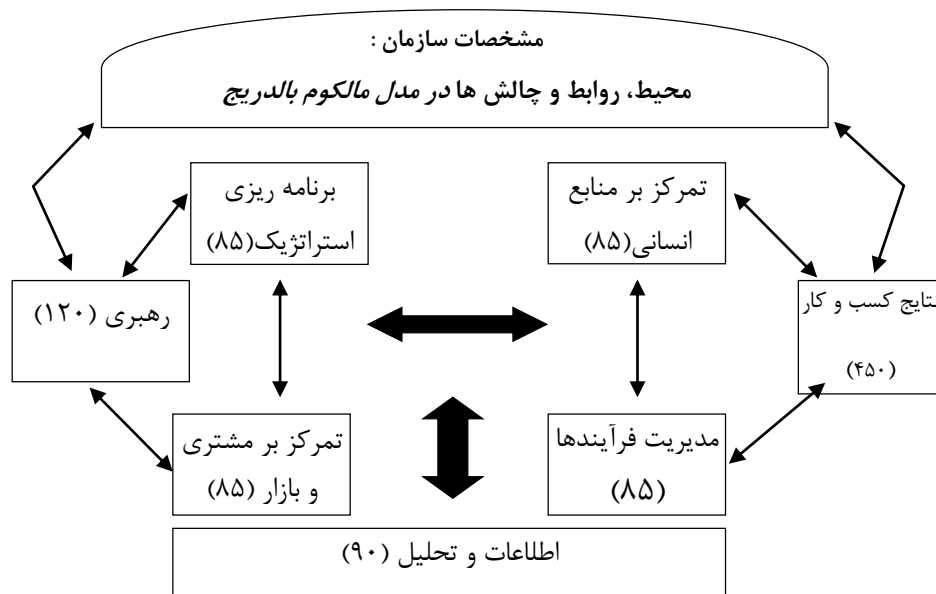 مشخصات سازمان :
محیط، روابط و چالش ها در مدل مالکوم بالدریج
تمرکز بر منابع
انسانی(۸۵)
برنامه ریزی
استراتژیک(۸۵)
نتایج کسب و کار
(۴۵۰)
رهبری (۱۲۰)
مدیریت فرآیندها
(۸۵)
تمرکز بر مشتری
و بازار (۸۵)
اطلاعات و تحلیل (۹۰)